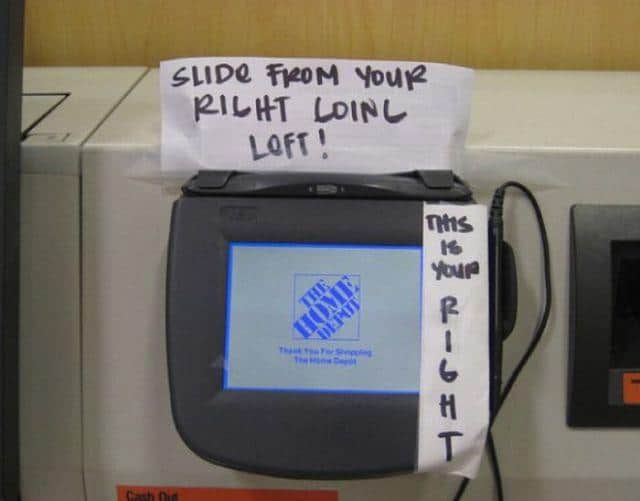 SLIDE FROM YOUR
RIGHT GOING
LOFT!
THIS
IS
YOUR
R
I
G
H
T
THE
HOME
DEPOT
Thank You For Shopping
The Home Depot
Cash Out